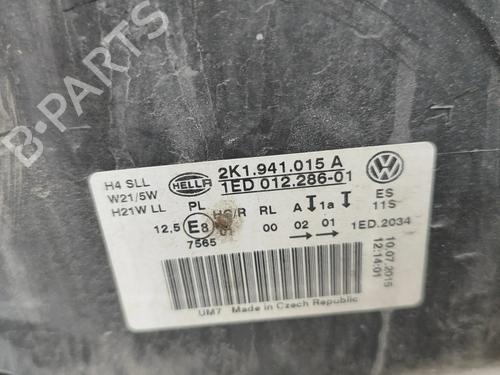 B-PARTS
2K1.941.015 A
HELLA 1ED 012.286-01
H4 SLL
W21/5W
H21W LL
PL HC/R RL A 1a
ES
11S
12,5 E8 00 02 01 1ED.2034
7565
10.07.2015
12:14:01
UM7 Made in Czech Republic